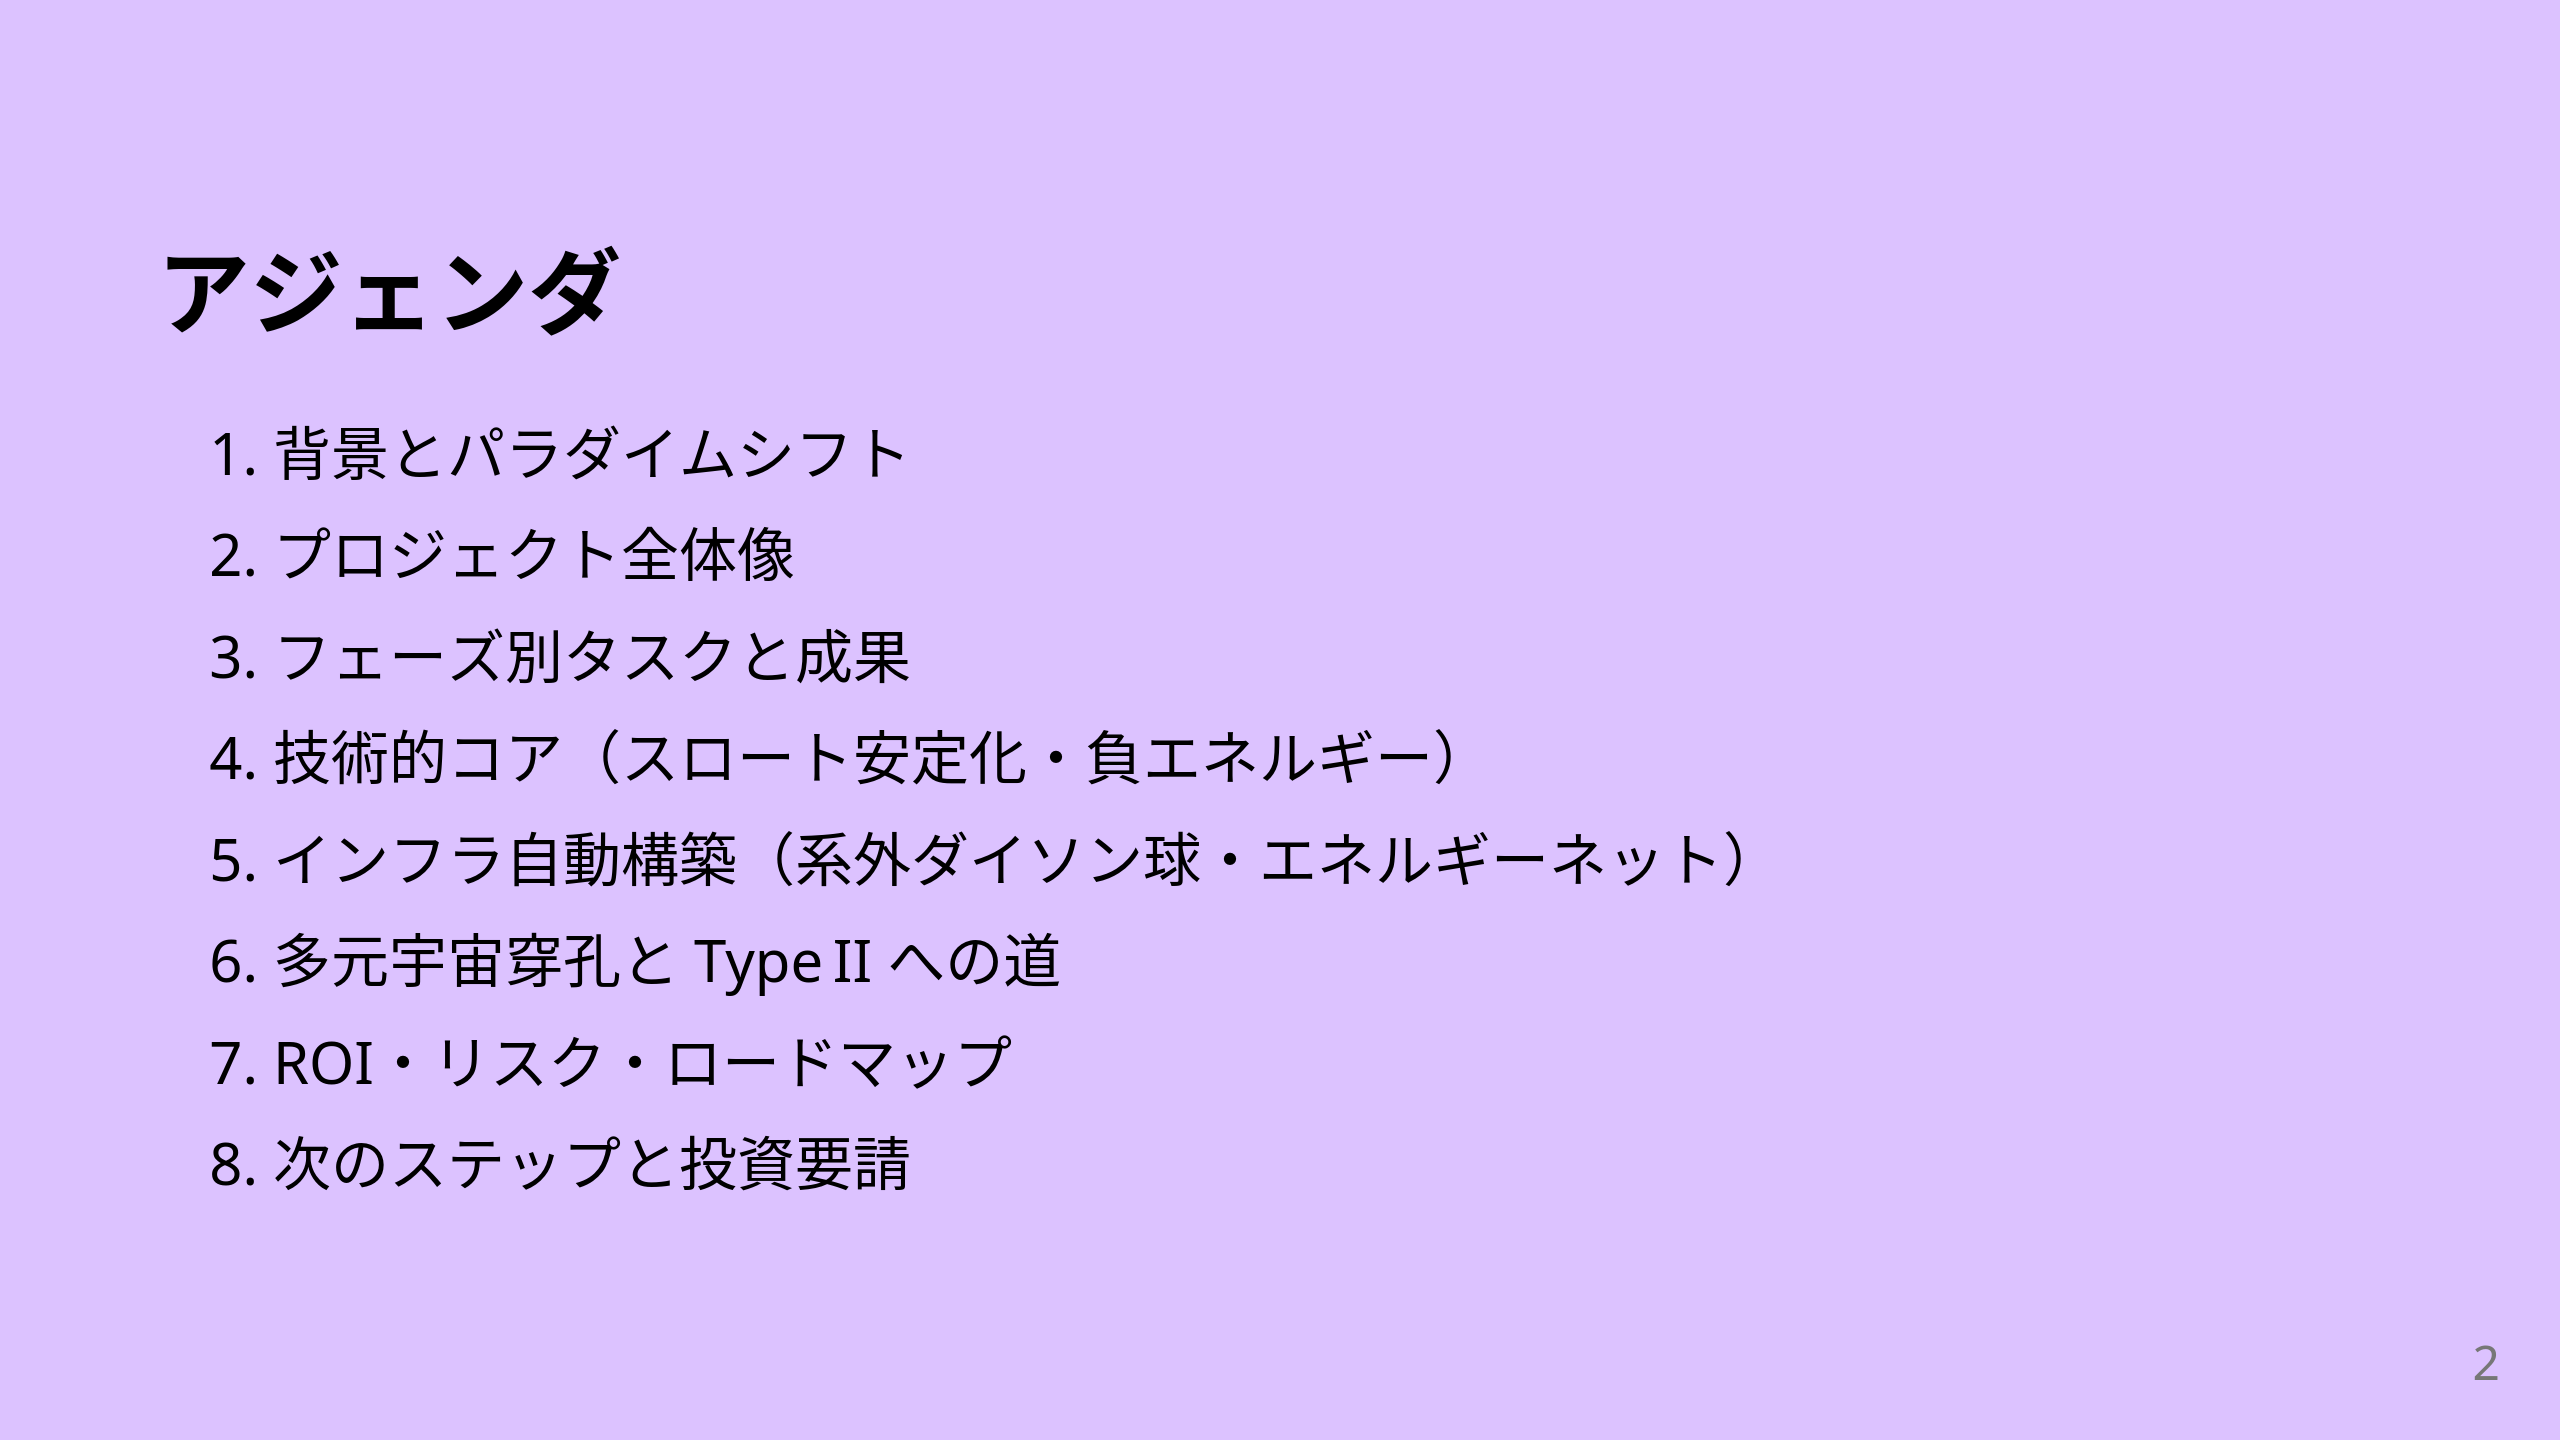 アジェンダ
1. 背景とパラダイムシフト
2. プロジェクト全体像
3. フェーズ別タスクと成果
4. 技術的コア（スロート安定化・負エネルギー）
5. インフラ自動構築（系外ダイソン球・エネルギーネット）
6. 多元宇宙穿孔と Type II への道
7. ROI・リスク・ロードマップ
8. 次のステップと投資要請
2